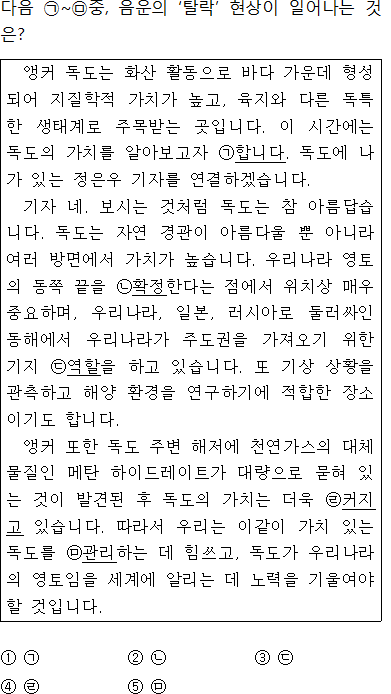 다음 ㉠~㉤중, 음운의 ‘탈락’ 현상이 일어나는 것
은?
앵커 독도는 화산 활동으로 바다 가운데 형성
되어 지질학적 가치가 높고, 육지와 다른 독특
한 생태계로 주목받는 곳입니다. 이 시간에는
독도의 가치를 알아보고자 ㉠합니다. 독도에 나
가 있는 정은우 기자를 연결하겠습니다.
기자 네. 보시는 것처럼 독도는 참 아름답습
니다. 독도는 자연 경관이 아름다울 뿐 아니라
여러 방면에서 가치가 높습니다. 우리나라 영토
의 동쪽 끝을 ㉡확정한다는 점에서 위치상 매우
중요하며, 우리나라, 일본, 러시아로 둘러싸인
동해에서 우리나라가 주도권을 가져오기 위한
기지 ㉢역할을 하고 있습니다. 또 기상 상황을
관측하고 해양 환경을 연구하기에 적합한 장소
이기도 합니다.
앵커 또한 독도 주변 해저에 천연가스의 대체
물질인 메탄 하이드레이트가 대량으로 묻혀 있
는 것이 발견된 후 독도의 가치는 더욱 ㉣커지
고 있습니다. 따라서 우리는 이같이 가치 있는
독도를 ㉤관리하는 데 힘쓰고, 독도가 우리나라
의 영토임을 세계에 알리는 데 노력을 기울여야
할 것입니다.
① ㉠ ② ㉡ ③ ㉢
④ ㉣ ⑤ ㉤